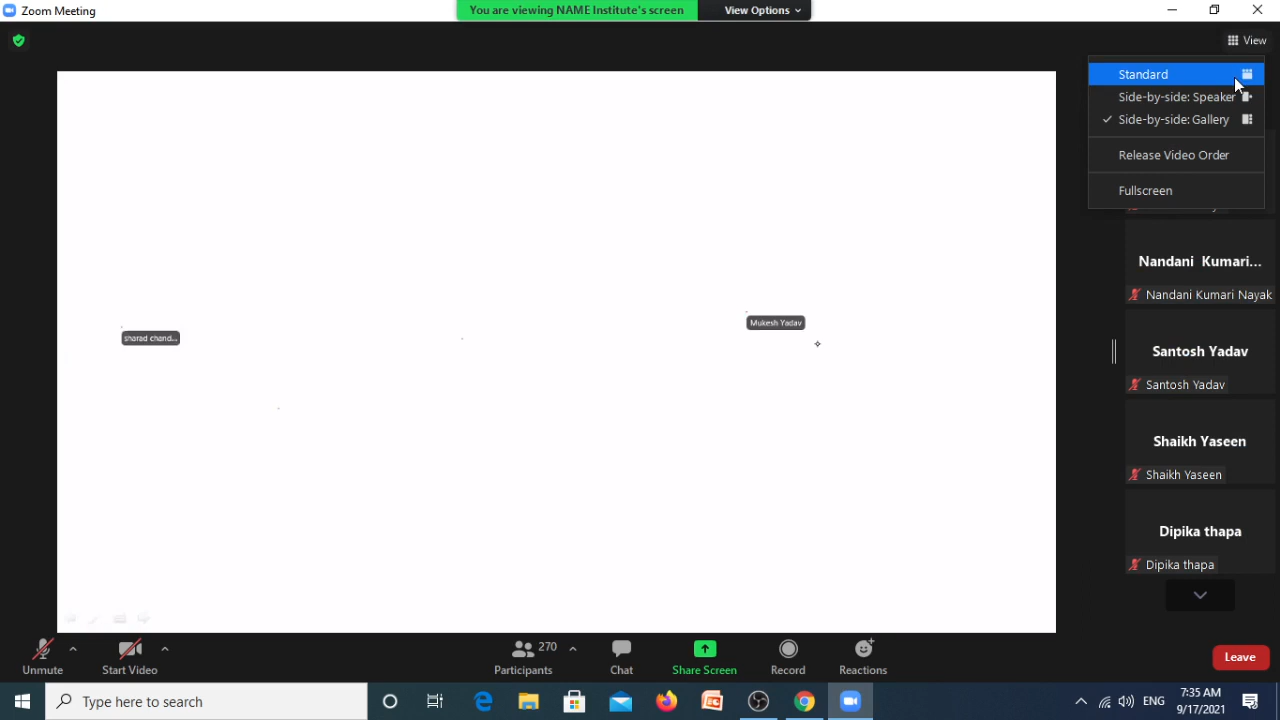 Zoom Meeting
You are viewing NAME Institute's screen
View Options
View
Standard
Side-by-side: Speaker
Side-by-side: Gallery
Release Video Order
Fullscreen
Nandani Kumari...
Nandani Kumari Nayak
sharad chand...
Mukesh Yadav
Santosh Yadav
Santosh Yadav
Shaikh Yaseen
Shaikh Yaseen
Dipika thapa
Dipika thapa
Unmute
Start Video
270
Participants
Chat
Share Screen
Record
Reactions
Leave
Type here to search
ENG
7:35 AM
9/17/2021